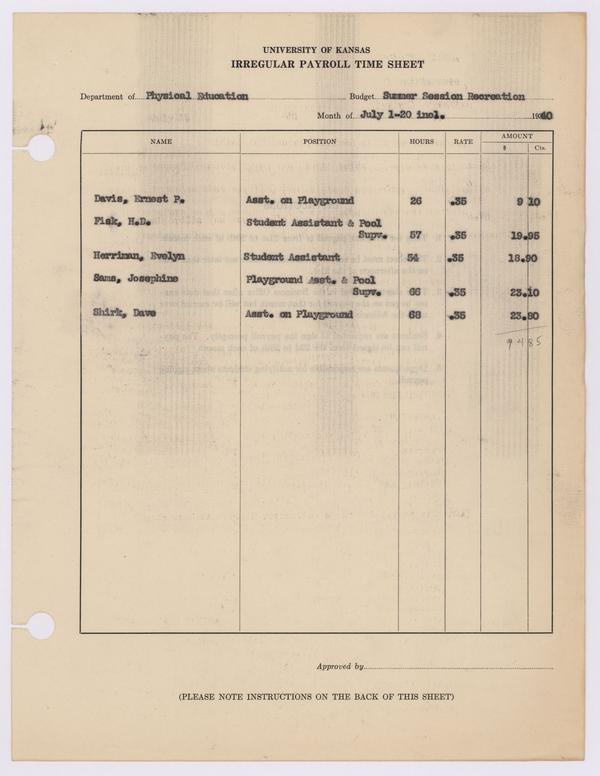 UNIVERSITY OF KANSAS
IRREGULAR PAYROLL TIME SHEET
Department of Physical Education Budget Summer Session Recreation
Month of July 1-20 incl. 1940
NAME POSITION HOURS RATE AMOUNT
$ Cts.
Davis, Ernest P. Asst. on Playground 26 .35 9 10
Fisk, H.D. Student Assistant & Pool
Supv. 57 .35 19.95
Herriman, Evelyn Student Assistant 54 .35 18.90
Sams, Josephine Playground Asst. & Pool
Supv. 66 .35 23.10
Shirk, Dave Asst. on Playground 68 .35 23.80
94 85
Approved by
(PLEASE NOTE INSTRUCTIONS ON THE BACK OF THIS SHEET)